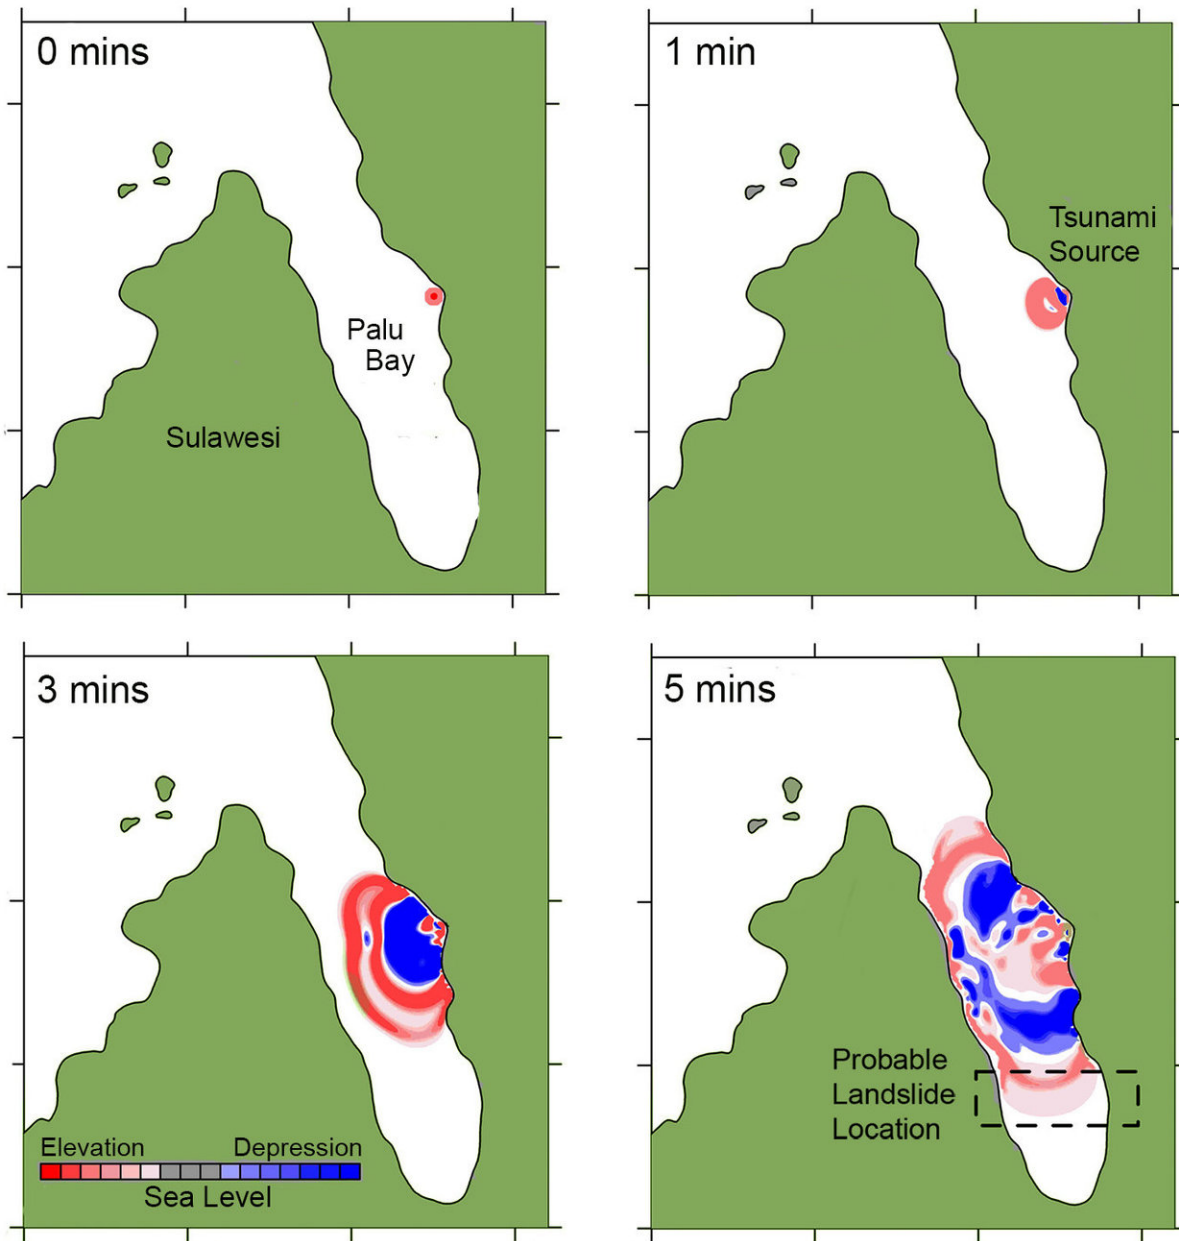 0 mins
Palu
Bay
Sulawesi
1 min
Tsunami
Source
3 mins
Elevation Depression
Sea Level
5 mins
Probable
Landslide
Location